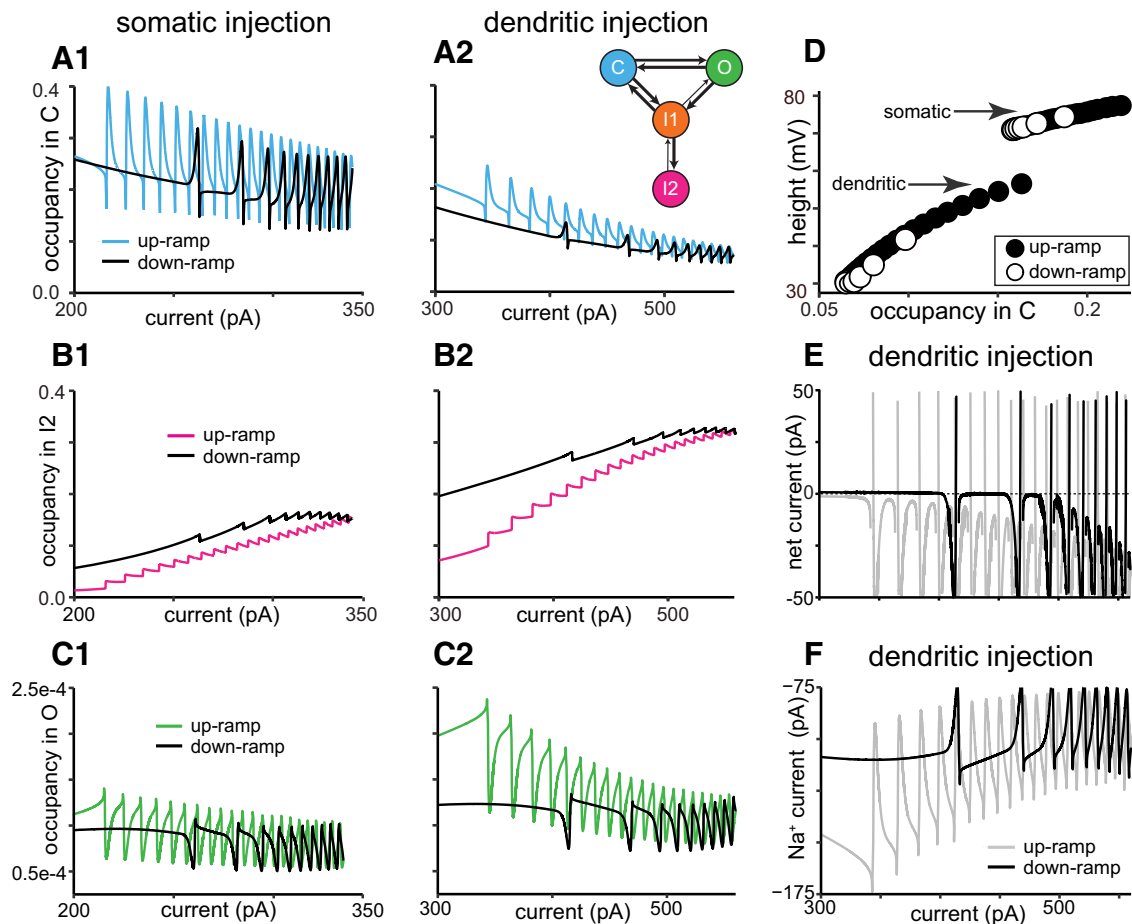 somatic injection
dendritic injection
A1
0.4
0.0
occupancy in C
up-ramp
down-ramp
200
350
current (pA)
A2
C
O
I1
I2
300
500
current (pA)
D
80
30
height (mV)
somatic
dendritic
up-ramp
down-ramp
0.05
0.2
occupancy in C
B1
0.4
0.0
occupancy in I2
up-ramp
down-ramp
200
350
current (pA)
B2
300
500
current (pA)
E
dendritic injection
50
0
-50
net current (pA)
C1
2.5e-4
0.5e-4
occupancy in O
up-ramp
down-ramp
200
350
current (pA)
C2
300
500
current (pA)
F
dendritic injection
−75
−175
Na⁺ current (pA)
up-ramp
down-ramp
300
500
current (pA)